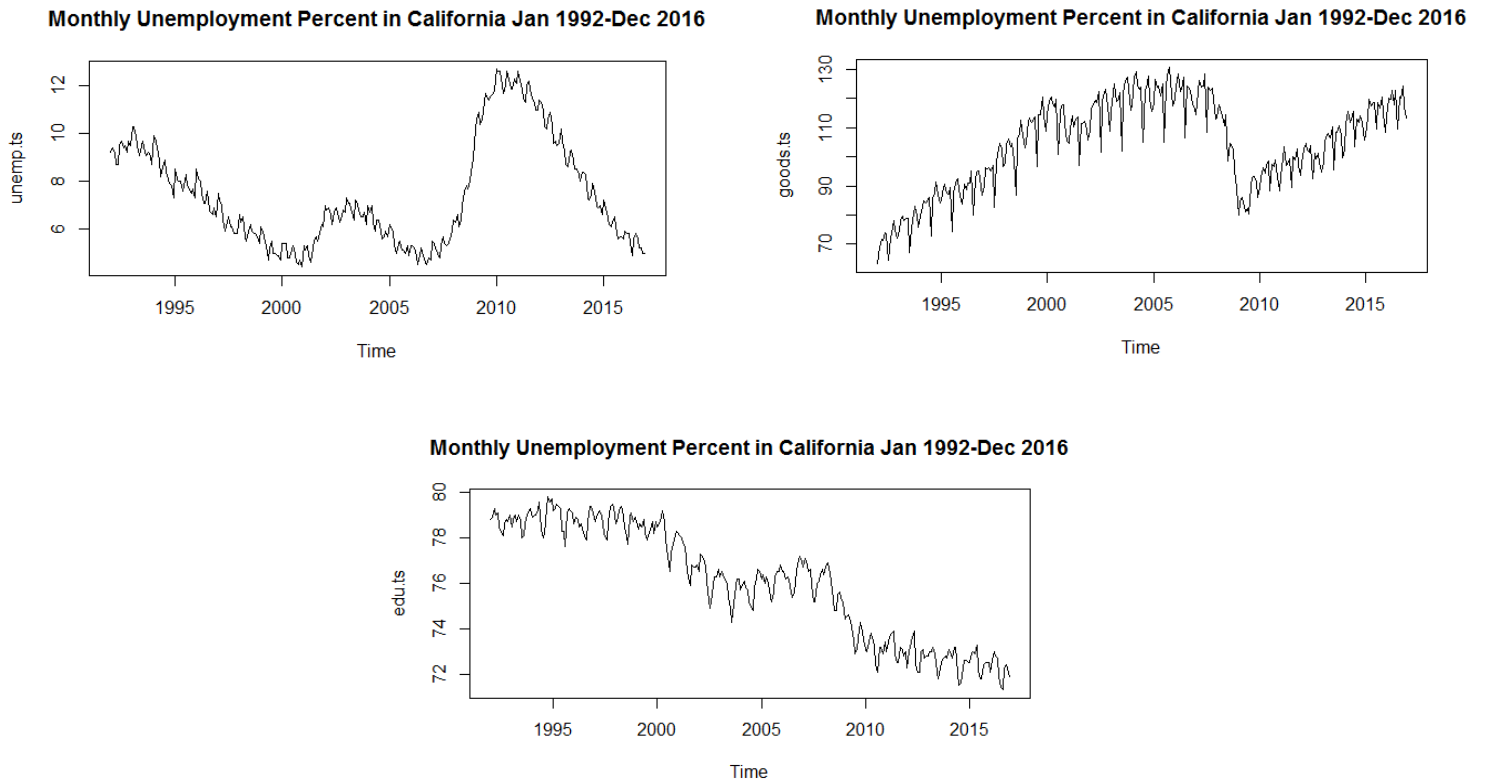 Monthly Unemployment Percent in California Jan 1992-Dec 2016
unemp.ts
12
10
8
6
1995 2000 2005 2010 2015
Time
Monthly Unemployment Percent in California Jan 1992-Dec 2016
goods.ts
130
110
90
70
1995 2000 2005 2010 2015
Time
Monthly Unemployment Percent in California Jan 1992-Dec 2016
edu.ts
80
78
76
74
72
1995 2000 2005 2010 2015
Time